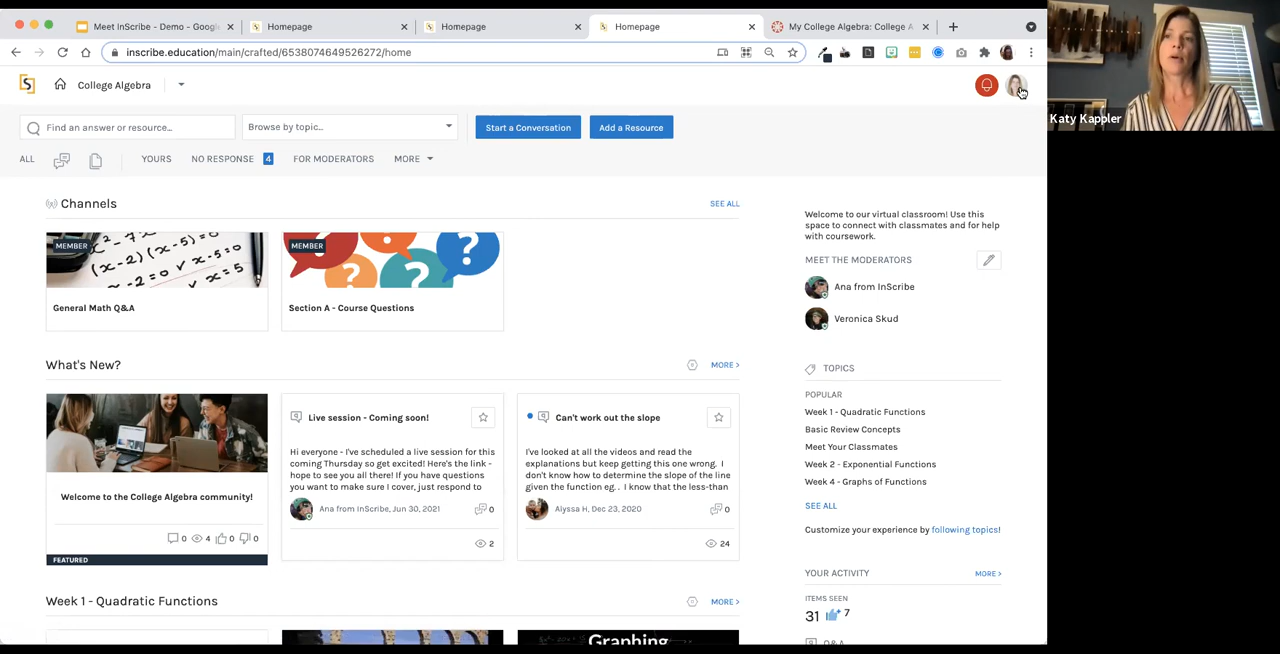 Meet InScribe - Demo - Goog
Homepage
Homepage
Homepage
My College Algebra: College A
inscribe.education/main/crafted/6538074649526272/home
College Algebra
Katy Kappler
Find an answer or resource...
Browse by topic...
Start a Conversation
Add a Resource
ALL
YOURS
NO RESPONSE 4
FOR MODERATORS
MORE
Channels
SEE ALL
MEMBER
MEMBER
General Math Q&A
Section A - Course Questions
Welcome to our virtual classroom! Use this
space to connect with classmates and for help
with coursework.
MEET THE MODERATORS
Ana from InScribe
Veronica Skud
What's New?
MORE >
Welcome to the College Algebra community!
0 4 0 0
FEATURED
Live session - Coming soon!
Hi everyone - I've scheduled a live session for this
coming Thursday so get excited! Here's the link -
hope to see you all there! If you have questions
you want to make sure I cover, just respond to
Ana from InScribe, Jun 30, 2021
0
2
Can't work out the slope
I've looked at all the videos and read the
explanations but keep getting this one wrong. I
don't know how to determine the slope of the line
given the function eg. . I know that the less-than
Alyssa H, Dec 23, 2020
0
24
TOPICS
POPULAR
Week 1 - Quadratic Functions
Basic Review Concepts
Meet Your Classmates
Week 2 - Exponential Functions
Week 4 - Graphs of Functions
SEE ALL
Customize your experience by following topics!
YOUR ACTIVITY
MORE >
ITEMS SEEN
31 7
Q&A
Week 1 - Quadratic Functions
MORE >
Graphing